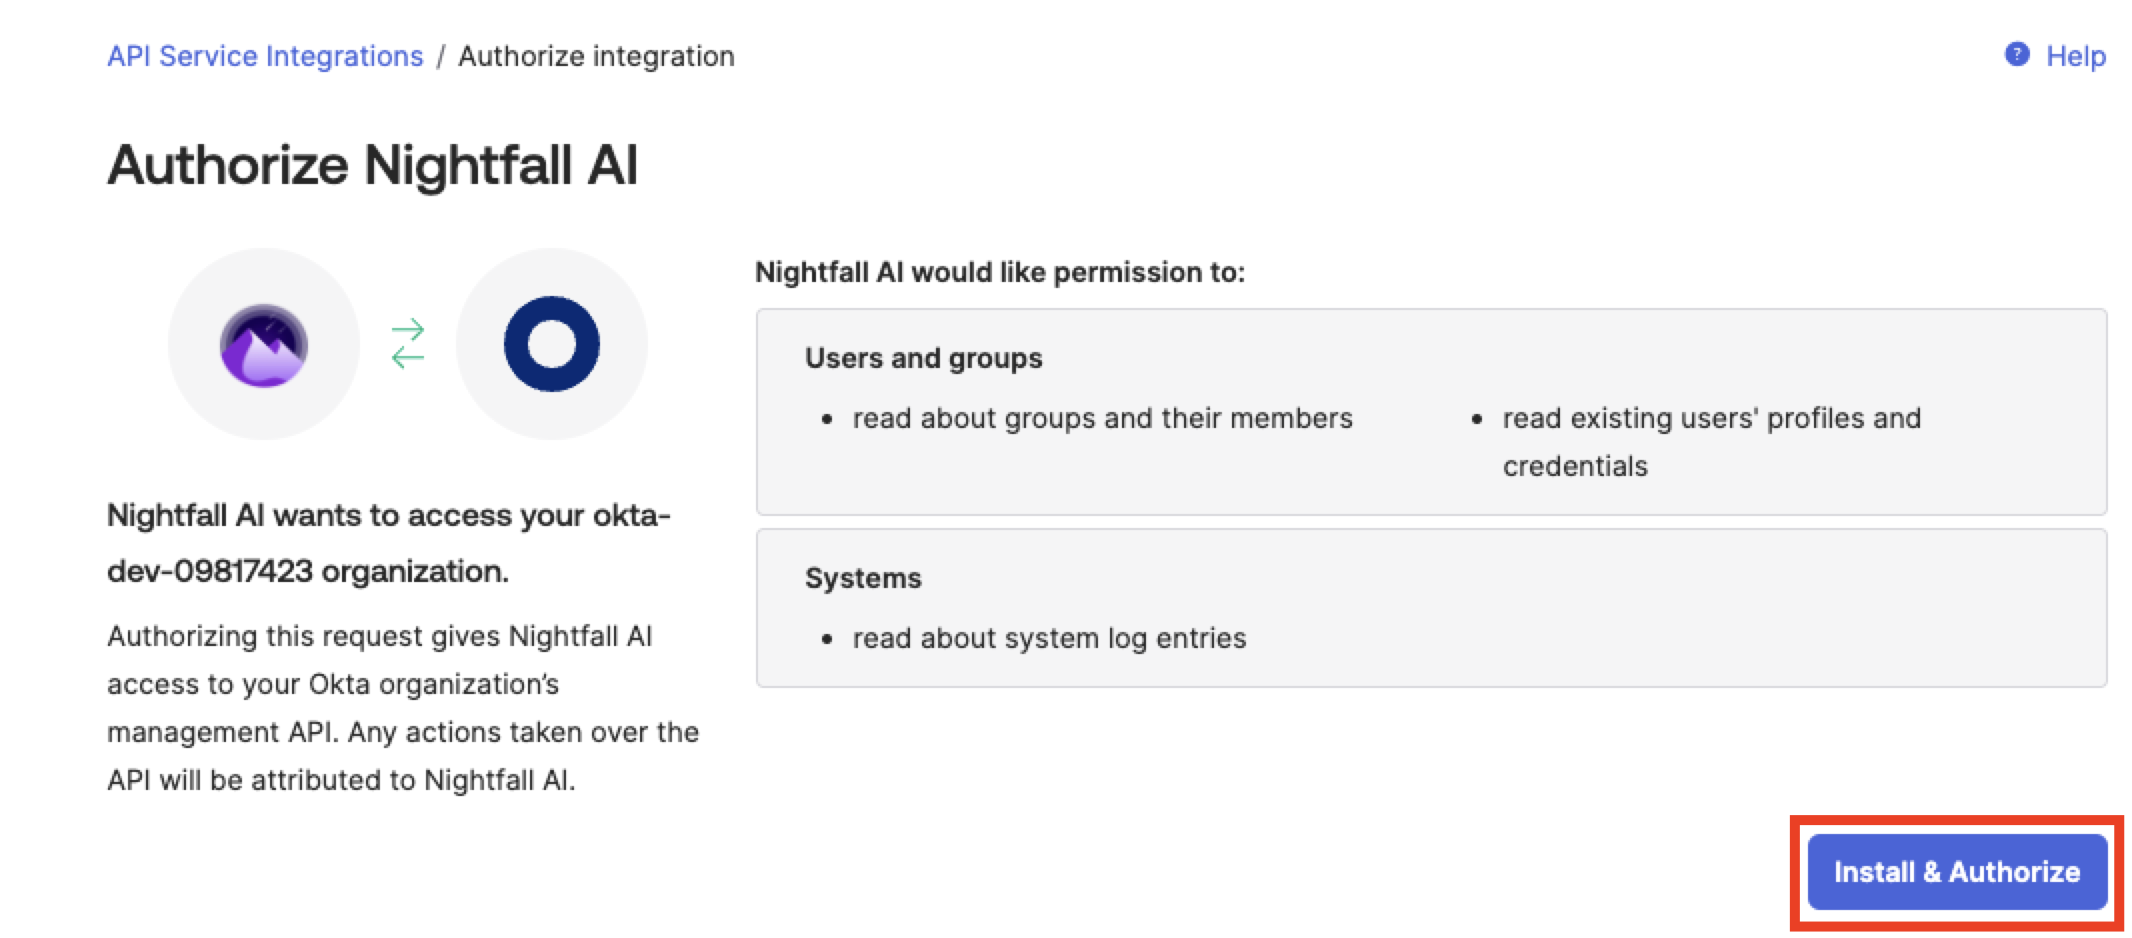 API Service Integrations / Authorize integration
Help
Authorize Nightfall AI
Nightfall AI wants to access your okta-
dev-09817423 organization.
Authorizing this request gives Nightfall AI
access to your Okta organization’s
management API. Any actions taken over the
API will be attributed to Nightfall AI.
Nightfall AI would like permission to:
Users and groups
• read about groups and their members
• read existing users' profiles and
credentials
Systems
• read about system log entries
Install & Authorize